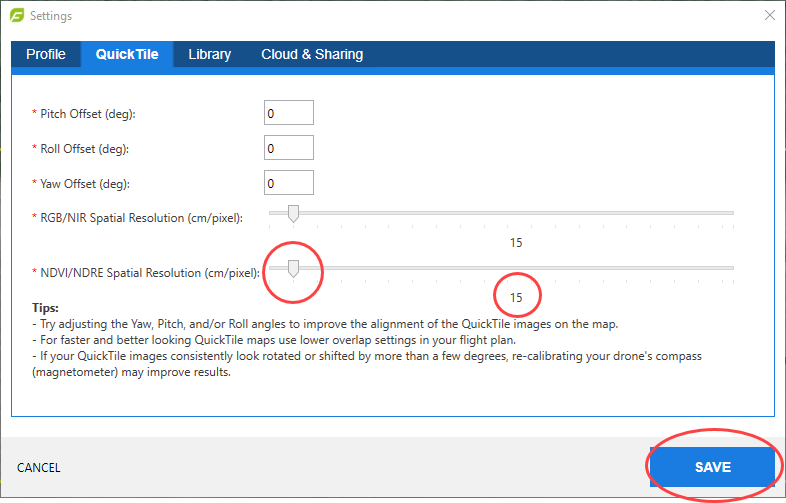 Settings
Profile QuickTile Library Cloud & Sharing
* Pitch Offset (deg): 0
* Roll Offset (deg): 0
* Yaw Offset (deg): 0
* RGB/NIR Spatial Resolution (cm/pixel):
15
* NDVI/NDRE Spatial Resolution (cm/pixel):
15
Tips:
- Try adjusting the Yaw, Pitch, and/or Roll angles to improve the alignment of the QuickTile images on the map.
- For faster and better looking QuickTile maps use lower overlap settings in your flight plan.
- If your QuickTile images consistently look rotated or shifted by more than a few degrees, re-calibrating your drone's compass
(magnetometer) may improve results.
CANCEL SAVE